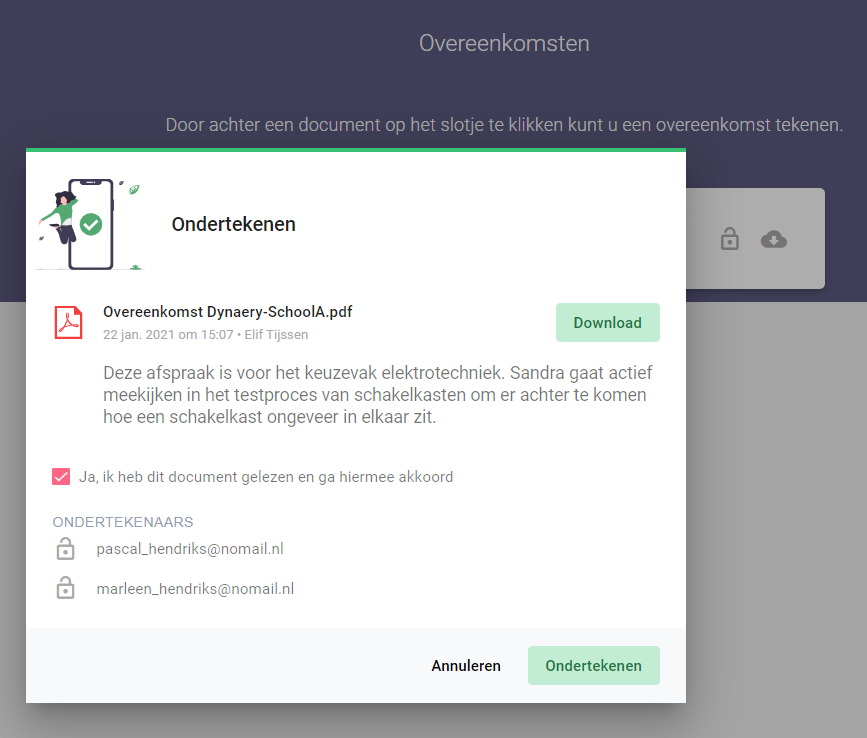 Overeenkomsten
Door achter een document op het slotje te klikken kunt u een overeenkomst tekenen.
Ondertekenen
Overeenkomst Dynaery-SchoolA.pdf
Download
22 jan. 2021 om 15:07 • Elif Tijssen
Deze afspraak is voor het keuzevak elektrotechniek. Sandra gaat actief
meekijken in het testproces van schakelkasten om er achter te komen
hoe een schakelkast ongeveer in elkaar zit.
Ja, ik heb dit document gelezen en ga hiermee akkoord
ONDERTEKENAARS
pascal_hendriks@nomail.nl
marleen_hendriks@nomail.nl
Annuleren
Ondertekenen